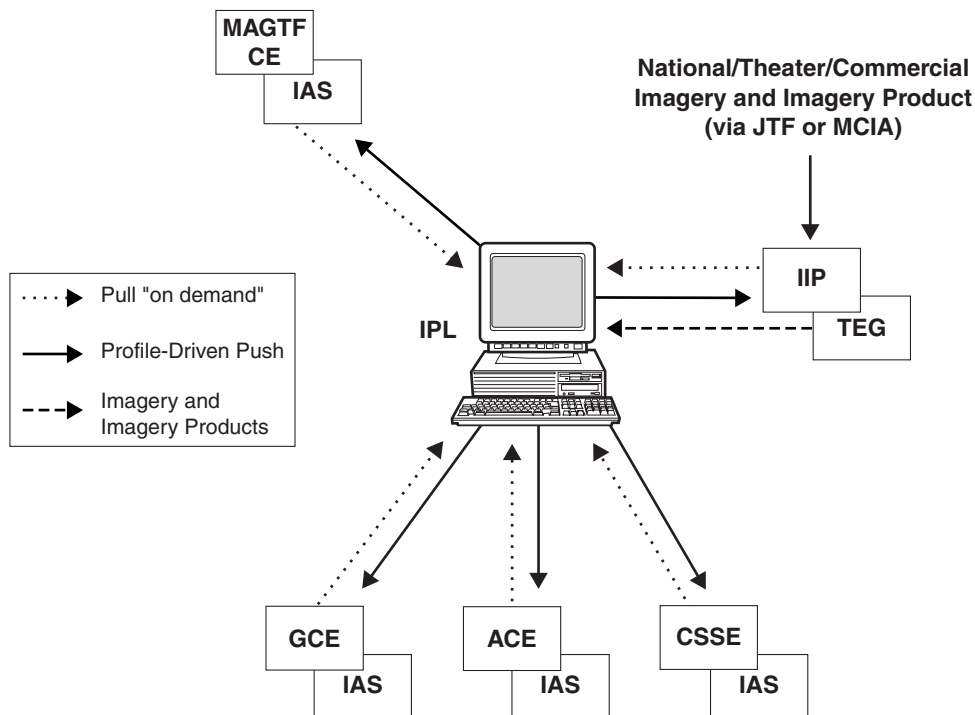 MAGTF
CE
IAS
National/Theater/Commercial
Imagery and Imagery Product
(via JTF or MCIA)
IIP
TEG
IPL
Pull "on demand"
Profile-Driven Push
Imagery and
Imagery Products
GCE
IAS
ACE
IAS
CSSE
IAS